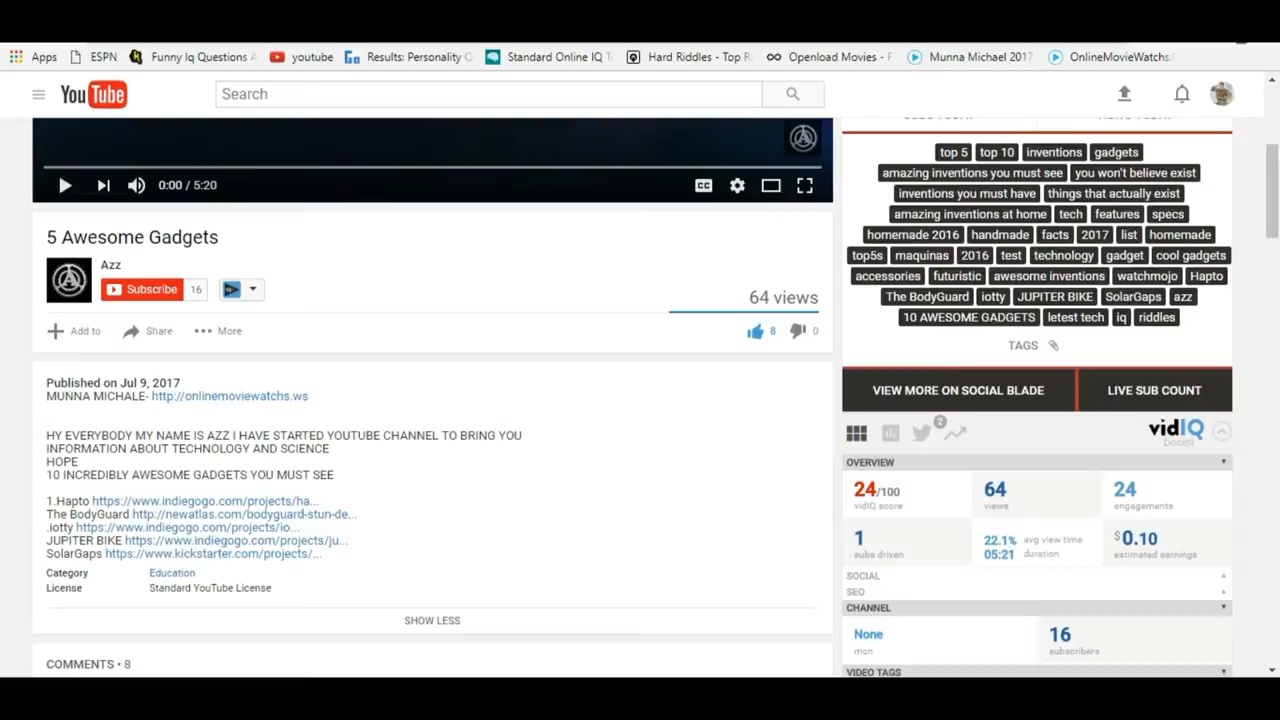 Apps ESPN Funny Iq Questions A youtube Results: Personality Q Standard Online IQ T Hard Riddles - Top R Openload Movies - F Munna Michael 2017 OnlineMovieWatchs.
YouTube Search
0:00 / 5:20 CC
5 Awesome Gadgets
Azz
Subscribe 16
64 views
Add to Share More 8 0
Published on Jul 9, 2017
MUNNA MICHALE- http://onlinemoviewatchs.ws
HY EVERYBODY MY NAME IS AZZ I HAVE STARTED YOUTUBE CHANNEL TO BRING YOU
INFORMATION ABOUT TECHNOLOGY AND SCIENCE
HOPE
10 INCREDIBLY AWESOME GADGETS YOU MUST SEE
1.Hapto https://www.indiegogo.com/projects/ha...
The BodyGuard http://newatlas.com/bodyguard-stun-de...
.iotty https://www.indiegogo.com/projects/io...
JUPITER BIKE https://www.indiegogo.com/projects/ju...
SolarGaps https://www.kickstarter.com/projects/...
Category Education
License Standard YouTube License
SHOW LESS
COMMENTS • 8
top 5 top 10 inventions gadgets
amazing inventions you must see you won't believe exist
inventions you must have things that actually exist
amazing inventions at home tech features specs
homemade 2016 handmade facts 2017 list homemade
top5s maquinas 2016 test technology gadget cool gadgets
accessories futuristic awesome inventions watchmojo Hapto
The BodyGuard iotty JUPITER BIKE SolarGaps azz
10 AWESOME GADGETS letest tech iq riddles
TAGS
VIEW MORE ON SOCIAL BLADE LIVE SUB COUNT
2 vidIQ
OVERVIEW
24/100 64 24
vidIQ score views engagements
1 22.1% avg view time $0.10
subs driven 05:21 duration estimated earnings
SOCIAL
SEO
CHANNEL
None 16
mcn subscribers
VIDEO TAGS